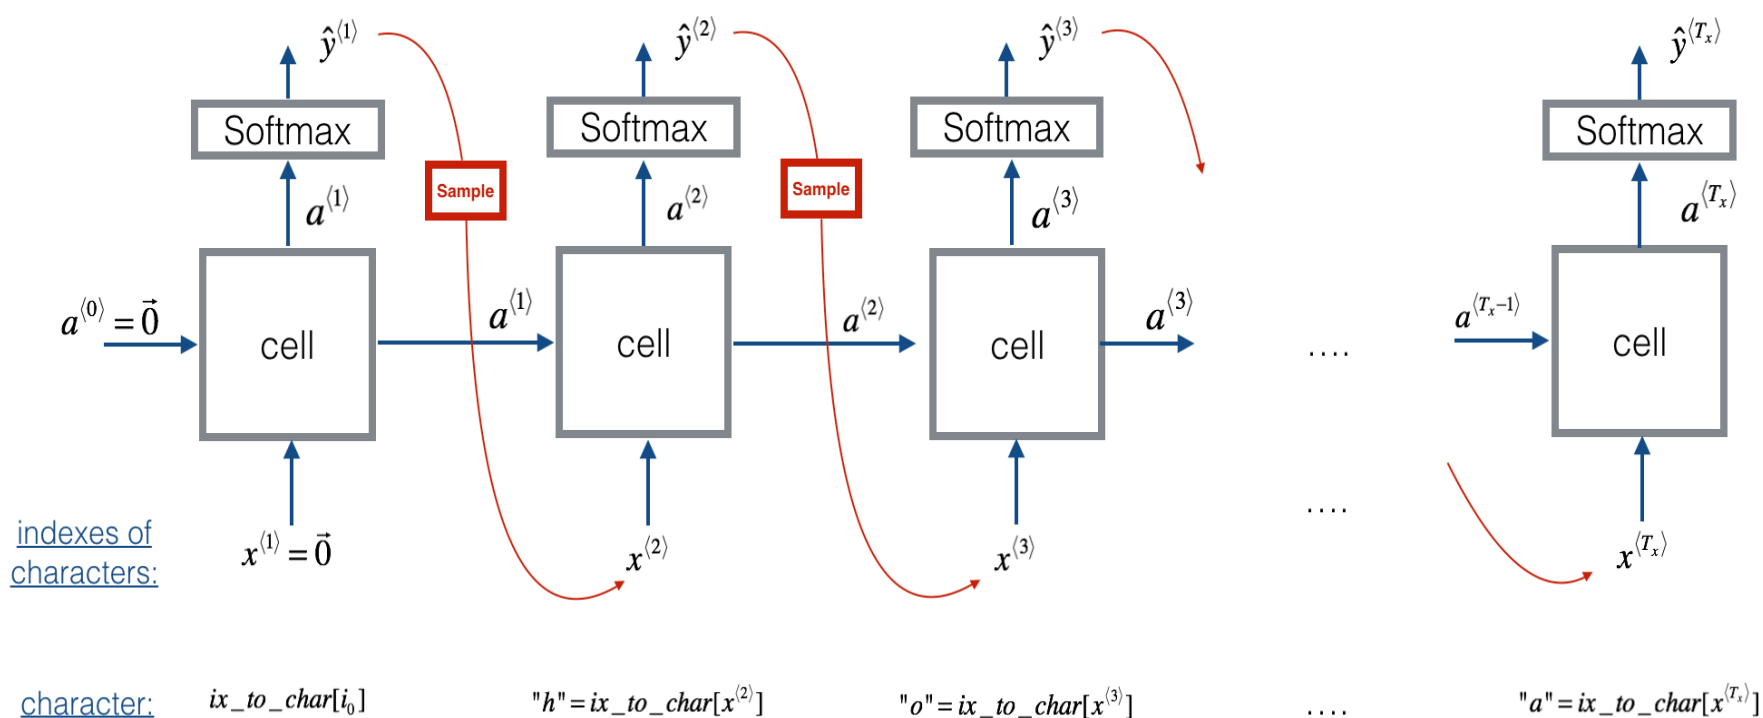 ŷ⟨1⟩ ŷ⟨2⟩ ŷ⟨3⟩ ŷ⟨Tₓ⟩
Softmax Softmax Softmax Softmax
Sample Sample
a⟨1⟩ a⟨2⟩ a⟨3⟩ a⟨Tₓ⟩
a⟨0⟩ = 0⃗ a⟨1⟩ a⟨2⟩ a⟨3⟩ a⟨Tₓ−1⟩
cell cell cell .... cell
....
indexes of
characters:
x⟨1⟩ = 0⃗ x⟨2⟩ x⟨3⟩ x⟨Tₓ⟩
character: ix_to_char[i₀] "h"=ix_to_char[x⟨2⟩] "o"=ix_to_char[x⟨3⟩] .... "a"=ix_to_char[x⟨Tₓ⟩]